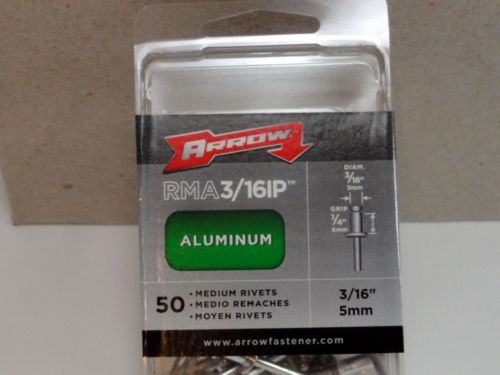 ARROW
RMA3/16IP™
ALUMINUM
DIAM.
3/16"
5mm
GRIP
1/4"
6mm
50 • MEDIUM RIVETS
• MEDIO REMACHES
• MOYEN RIVETS
3/16"
5mm
www.arrowfastener.com